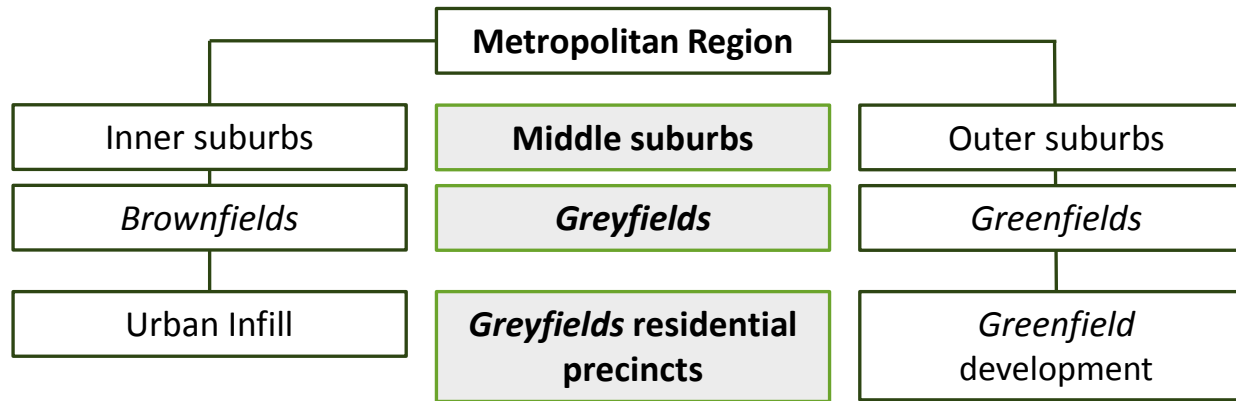 Metropolitan Region
Inner suburbs
Middle suburbs
Outer suburbs
Brownfields
Greyfields
Greenfields
Urban Infill
Greyfields residential
precincts
Greenfield
development